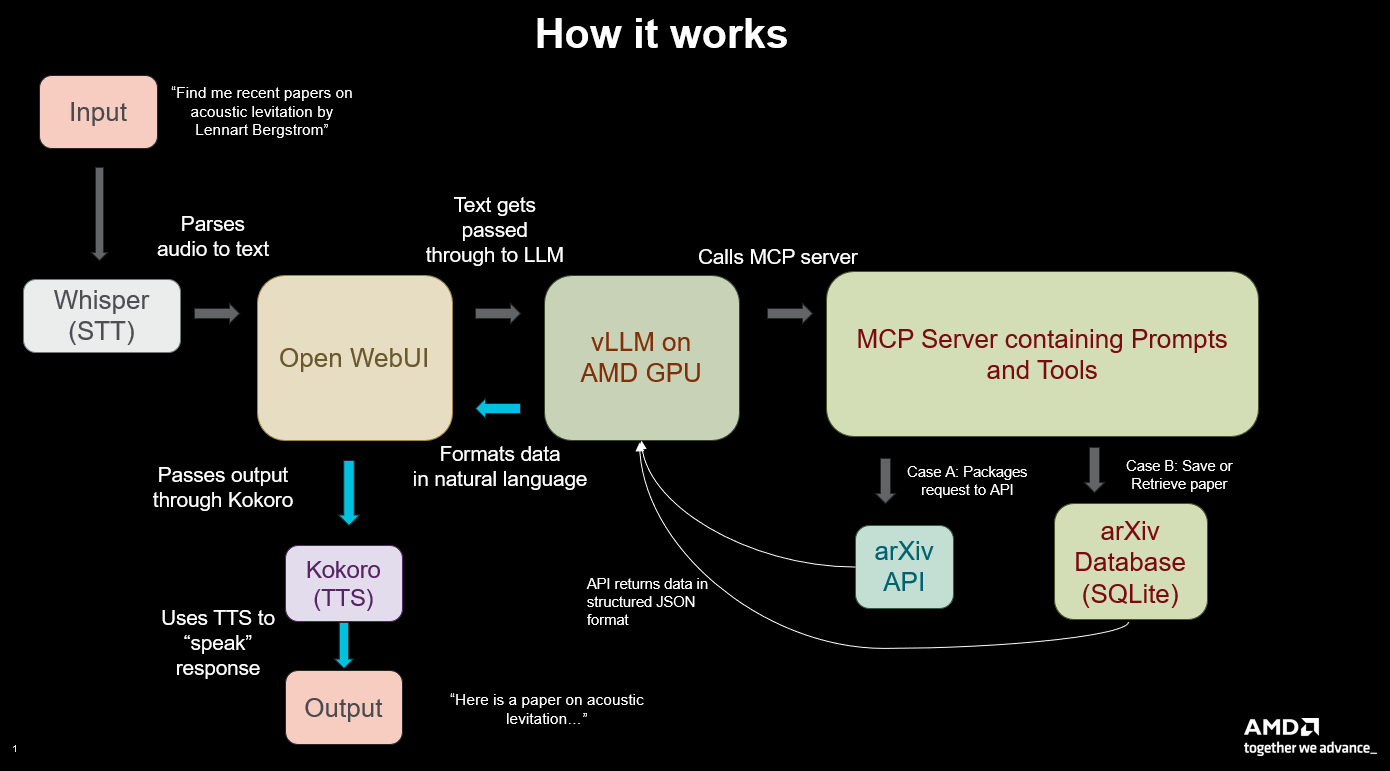 How it works
Input
“Find me recent papers on
acoustic levitation by
Lennart Bergstrom”
Parses
audio to text
Text gets
passed
through to LLM
Calls MCP server
Whisper
(STT)
Open WebUI
vLLM on
AMD GPU
MCP Server containing Prompts
and Tools
Formats data
in natural language
Passes output
through Kokoro
Case A: Packages
request to API
Case B: Save or
Retrieve paper
arXiv
API
arXiv
Database
(SQLite)
API returns data in
structured JSON
format
Kokoro
(TTS)
Uses TTS to
“speak”
response
Output
“Here is a paper on acoustic
levitation…”
1
AMD
together we advance_